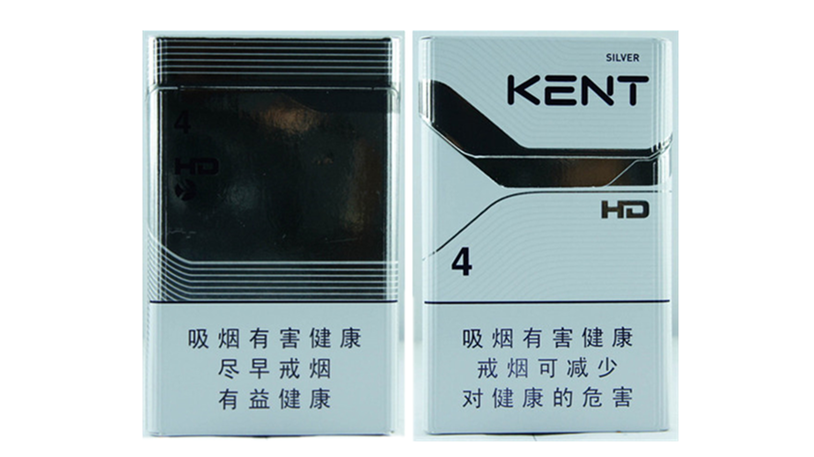 4
HD
吸烟有害健康
尽早戒烟
有益健康
SILVER
KENT
HD
4
吸烟有害健康
戒烟可减少
对健康的危害